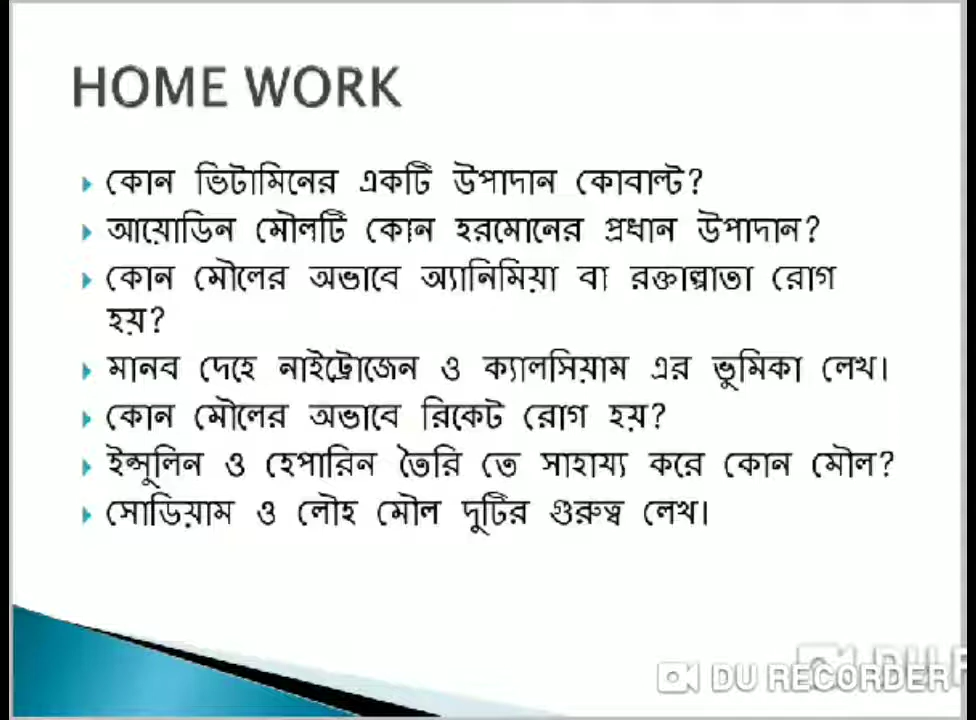 HOME WORK
কোন ভিটামিনের একটি উপাদান কোবাল্ট?
আয়োডিন মৌলটি কোন হরমোনের প্রধান উপাদান?
কোন মৌলের অভাবে অ্যানিমিয়া বা রক্তাল্পাতা রোগ
হয়?
মানব দেহে নাইট্রোজেন ও ক্যালসিয়াম এর ভুমিকা লেখ।
কোন মৌলের অভাবে রিকেট রোগ হয়?
ইন্সুলিন ও হেপারিন তৈরি তে সাহায্য করে কোন মৌল?
সোডিয়াম ও লৌহ মৌল দুটির গুরুত্ব লেখ।
DU RECORDER